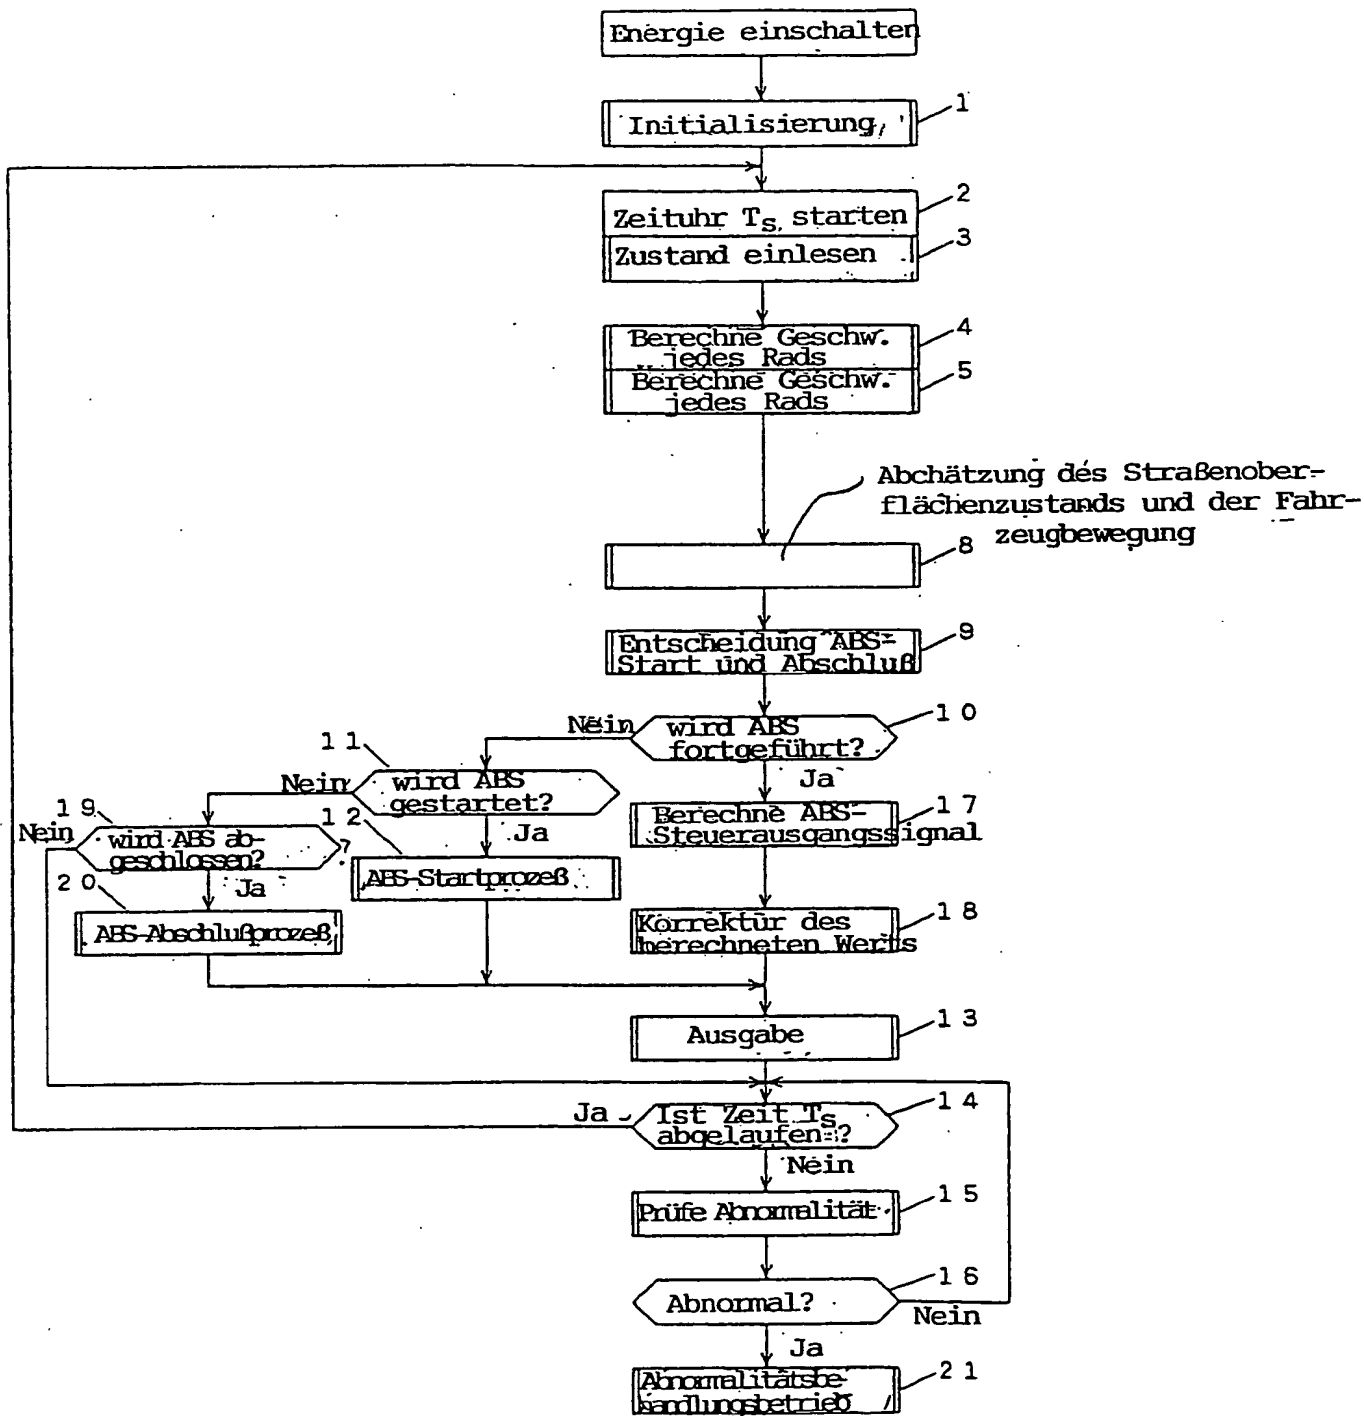 Energie einschalten
1
Initialisierung
2
Zeituhr TS starten
3
Zustand einlesen
4
Berechne Geschw.
jedes Rads
5
Berechne Geschw.
jedes Rads
Abchätzung des Straßenober-
flächenzustands und der Fahr-
zeugbewegung
8
9
Entscheidung ABS-
Start und Abschluß
10
Nein
wird ABS
fortgeführt?
Ja
11
Nein
wird ABS
gestartet?
Ja
17
Berechne ABS-
Steuerausgangssignal
19
Nein
wird ABS ab-
geschlossen?
?
Ja
12
ABS-Startprozeß
18
Korrektur des
berechneten Werts
20
ABS-Abschlußprozeß
13
Ausgabe
14
Ja
Ist Zeit TS
abgelaufen?
Nein
15
Prüfe Abnormalität
16
Abnormal?
Nein
Ja
21
Abnormalitätsbe-
handlungsbetrieb